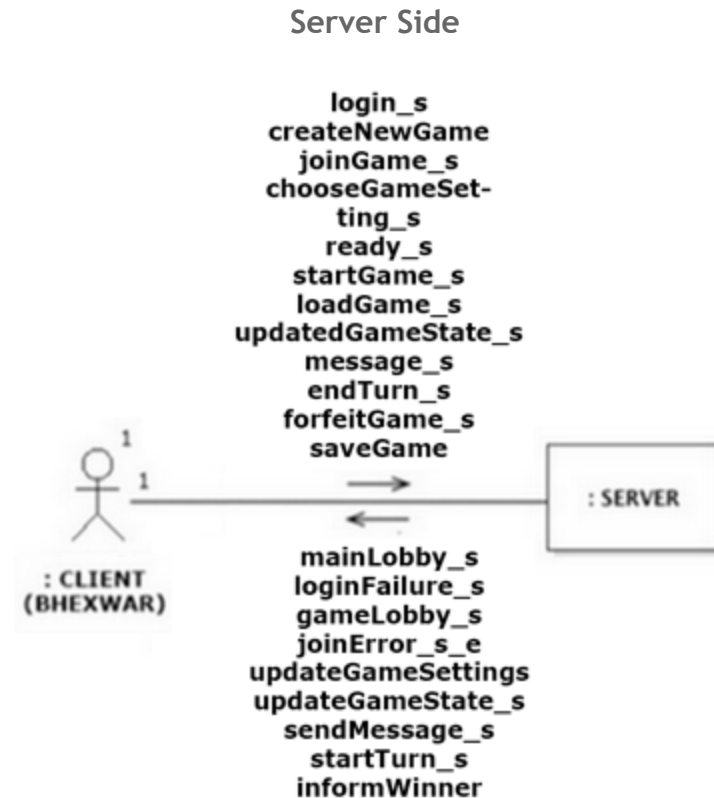 Server Side
login_s
createNewGame
joinGame_s
chooseGameSet-
ting_s
ready_s
startGame_s
loadGame_s
updatedGameState_s
message_s
endTurn_s
forfeitGame_s
saveGame
1
1
: SERVER
: CLIENT
(BHEXWAR)
mainLobby_s
loginFailure_s
gameLobby_s
joinError_s_e
updateGameSettings
updateGameState_s
sendMessage_s
startTurn_s
informWinner